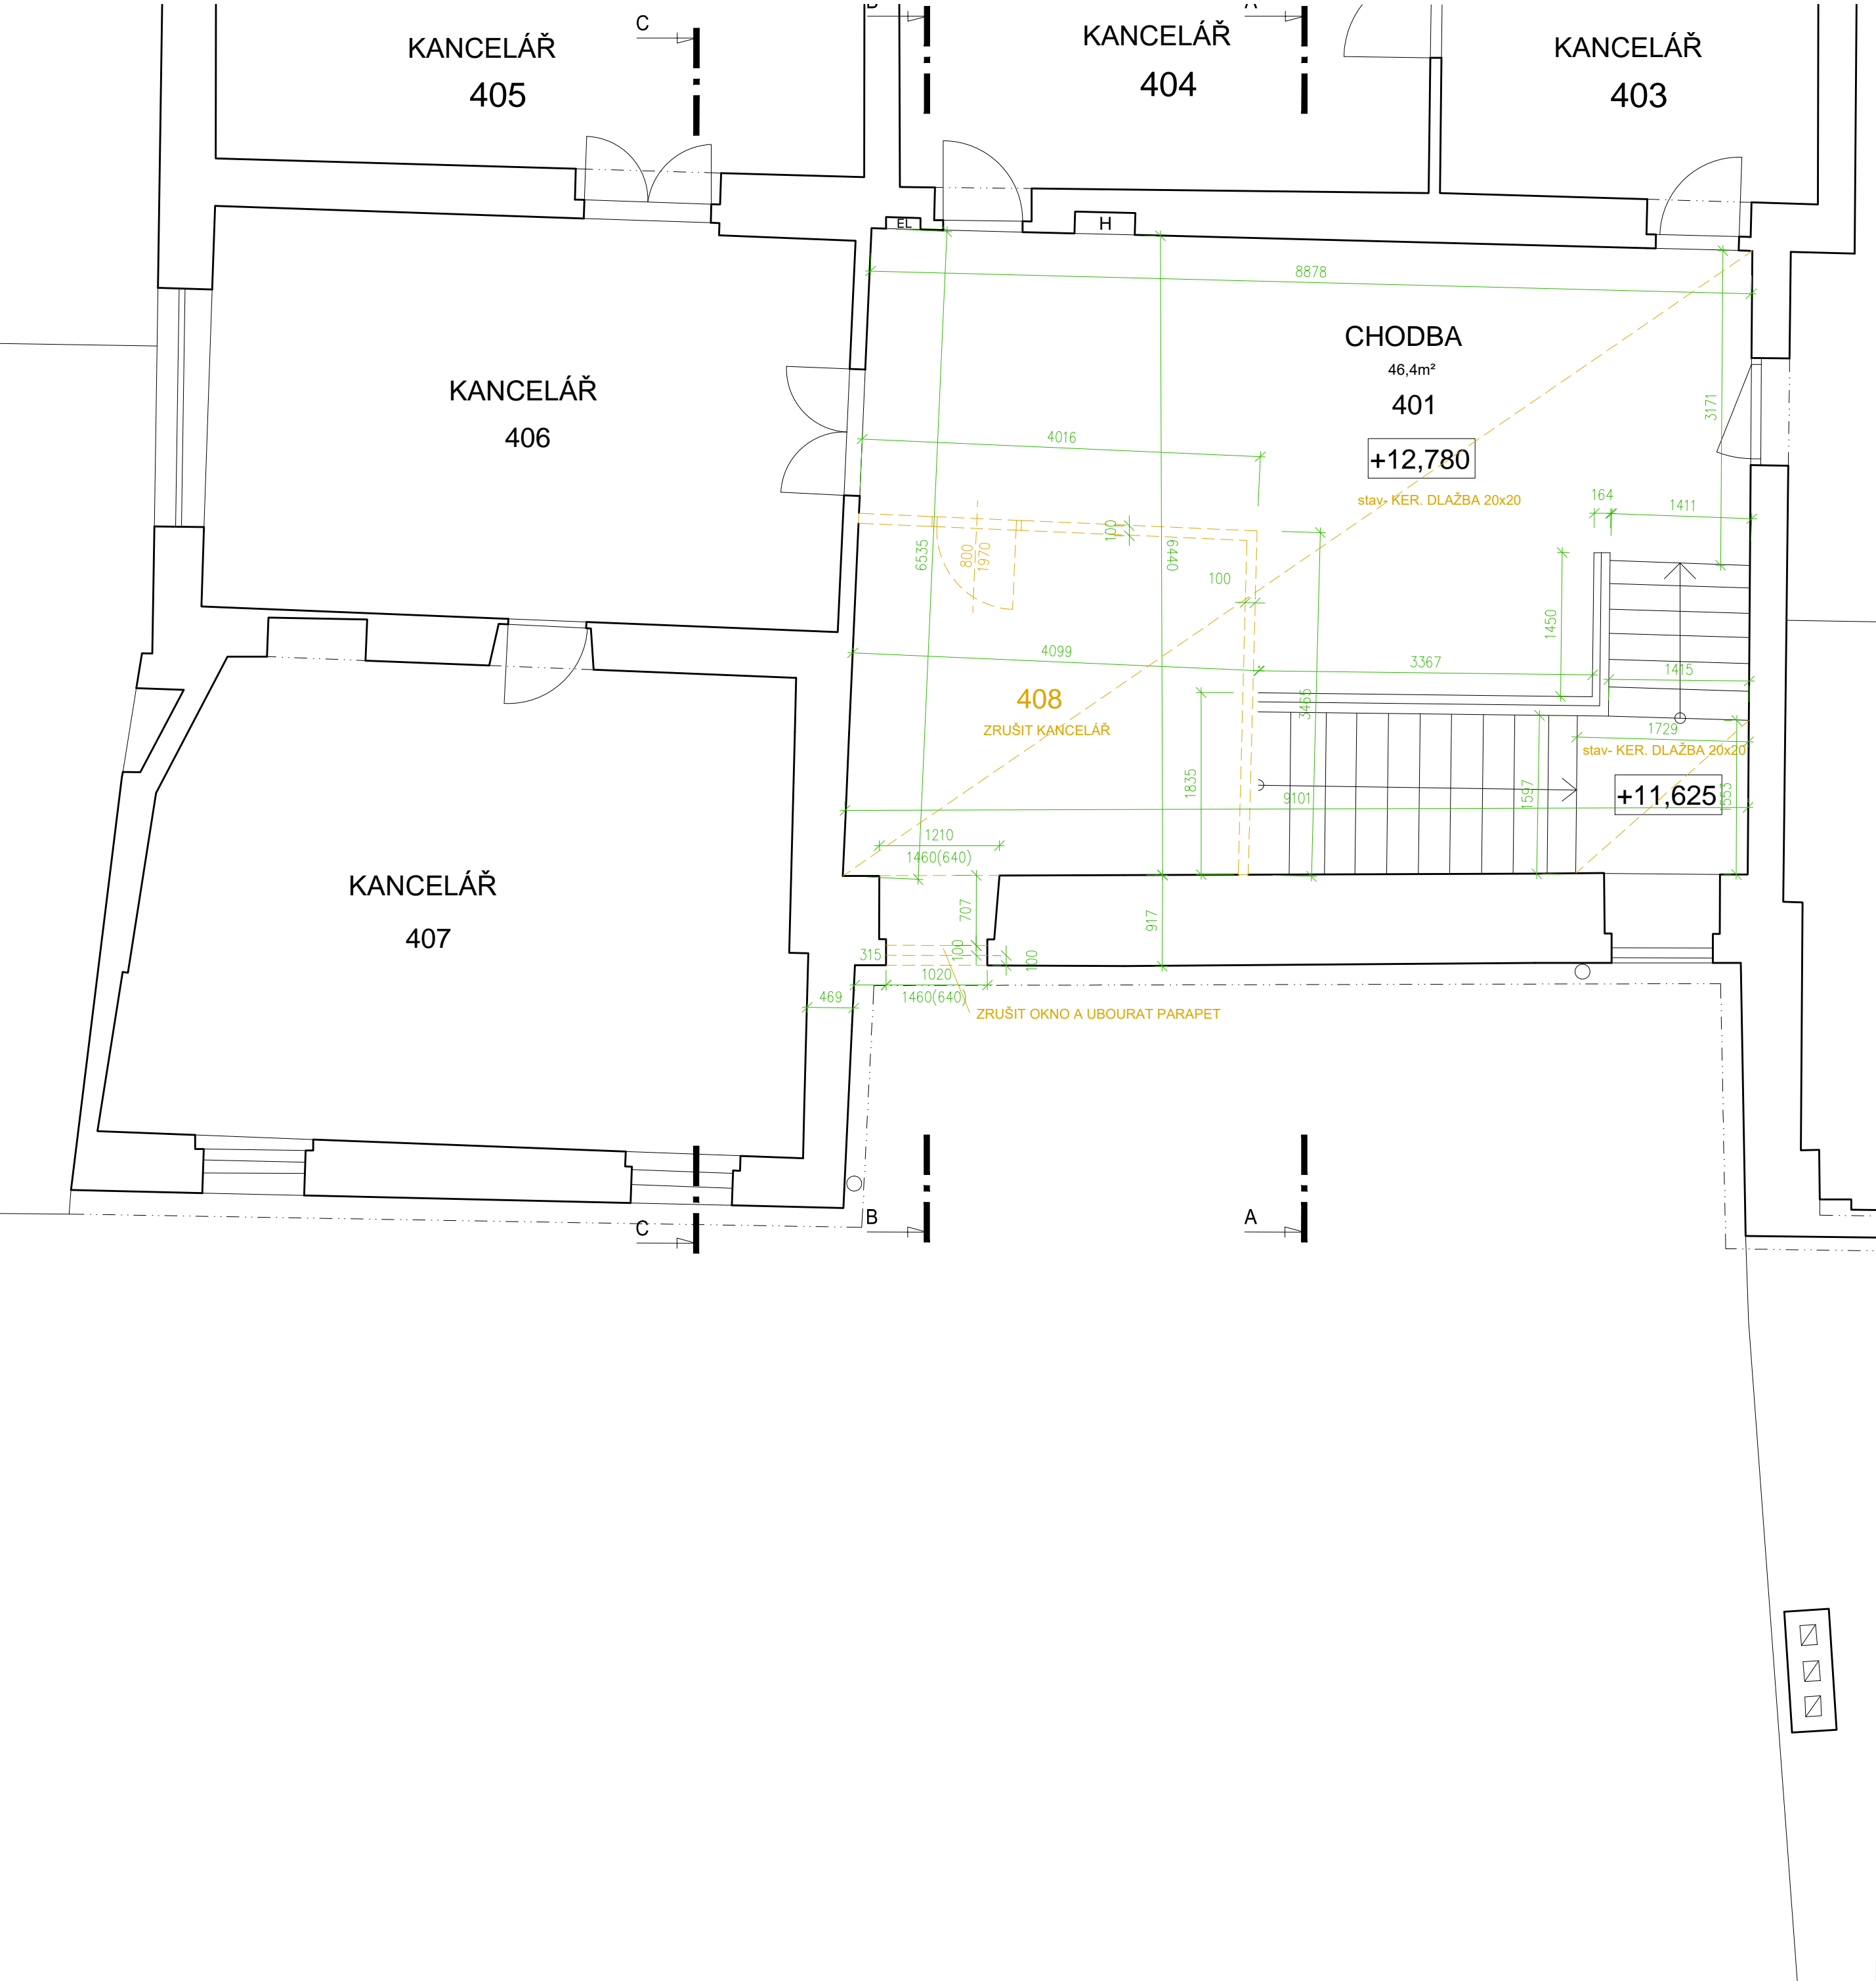 C
B
A
KANCELÁŘ
405
KANCELÁŘ
404
KANCELÁŘ
403
EL
H
8878
CHODBA
46,4m²
401
+12,780
stav- KER. DLAŽBA 20x20
3171
KANCELÁŘ
406
4016
164
1411
6535
800
1970
100
6440
100
1450
4099
3367
1415
408
ZRUŠIT KANCELÁŘ
3465
1729
stav- KER. DLAŽBA 20x20
+11,625
1835
9101
1597
1553
1210
1460(640)
KANCELÁŘ
407
707
917
315
100
100
1020
1460(640)
469
ZRUŠIT OKNO A UBOURAT PARAPET
C
B
A